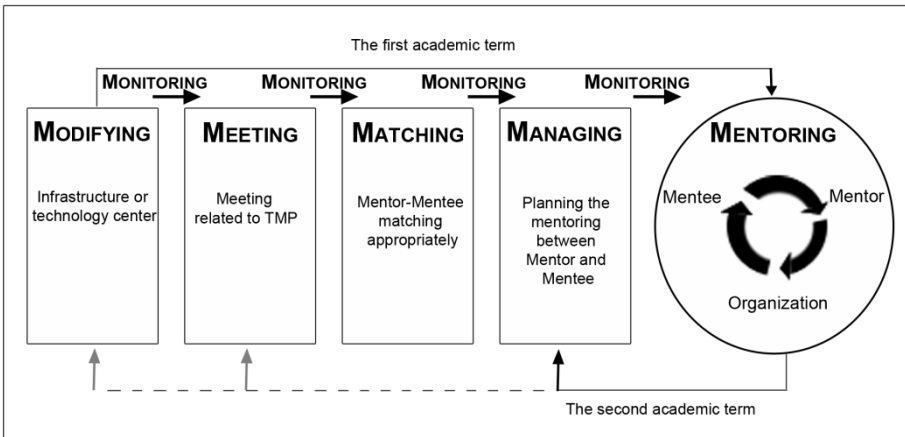 The first academic term
MONITORING
MONITORING
MONITORING
MONITORING
MODIFYING
Infrastructure or
technology center
MEETING
Meeting
related to TMP
MATCHING
Mentor-Mentee
matching
appropriately
MANAGING
Planning the
mentoring
between
Mentor and
Mentee
MENTORING
Mentee
Mentor
Organization
The second academic term